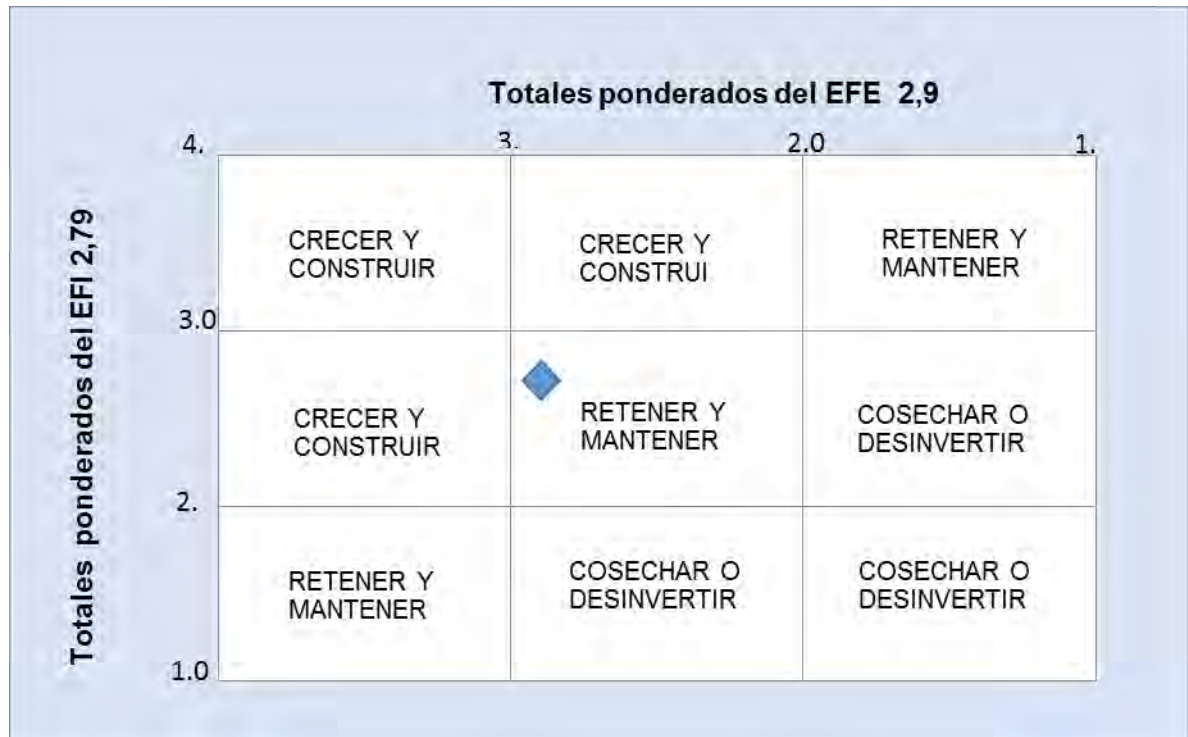 Totales ponderados del EFE 2,9
4. 3. 2.0 1.
Totales ponderados del EFI 2,79
CRECER Y
CONSTRUIR
CRECER Y
CONSTRUI
RETENER Y
MANTENER
3.0
CRECER Y
CONSTRUIR
RETENER Y
MANTENER
COSECHAR O
DESINVERTIR
2.
RETENER Y
MANTENER
COSECHAR O
DESINVERTIR
COSECHAR O
DESINVERTIR
1.0